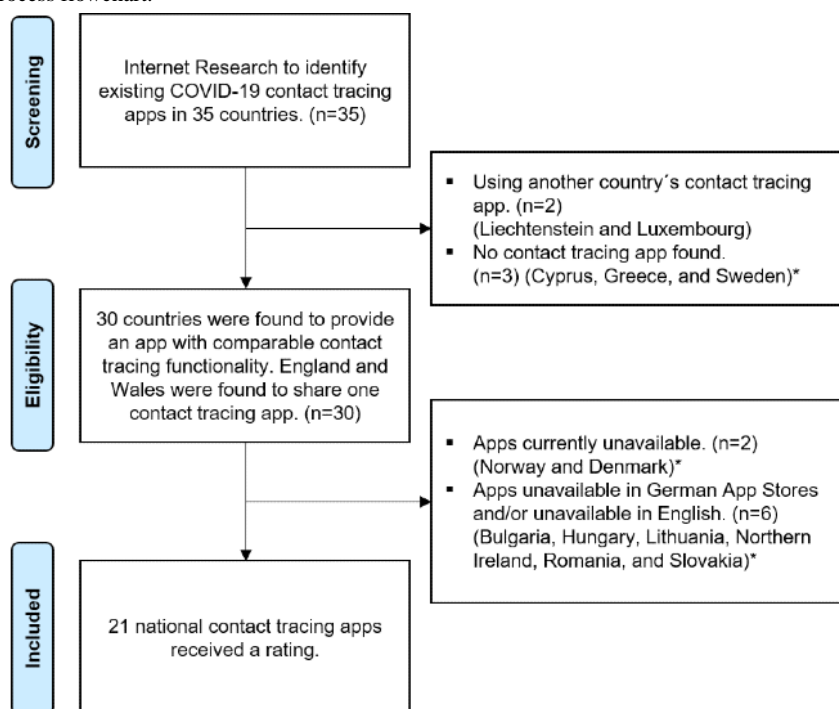 Process flowchart.
Screening
Internet Research to identify
existing COVID-19 contact tracing
apps in 35 countries. (n=35)
▪ Using another country´s contact tracing
app. (n=2)
(Liechtenstein and Luxembourg)
▪ No contact tracing app found.
(n=3) (Cyprus, Greece, and Sweden)*
Eligibility
30 countries were found to provide
an app with comparable contact
tracing functionality. England and
Wales were found to share one
contact tracing app. (n=30)
▪ Apps currently unavailable. (n=2)
(Norway and Denmark)*
▪ Apps unavailable in German App Stores
and/or unavailable in English. (n=6)
(Bulgaria, Hungary, Lithuania, Northern
Ireland, Romania, and Slovakia)*
Included
21 national contact tracing apps
received a rating.